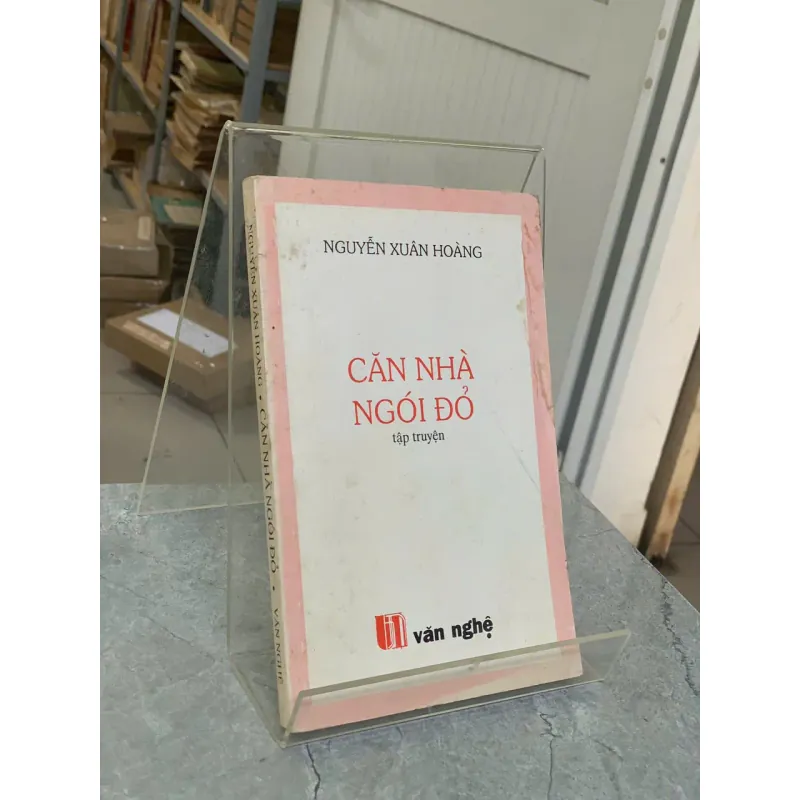 NGUYỄN XUÂN HOÀNG
CĂN NHÀ
NGÓI ĐỎ
tập truyện
văn nghệ
NGUYỄN XUÂN HOÀNG • CĂN NHÀ NGÓI ĐỎ • VĂN NGHỆ